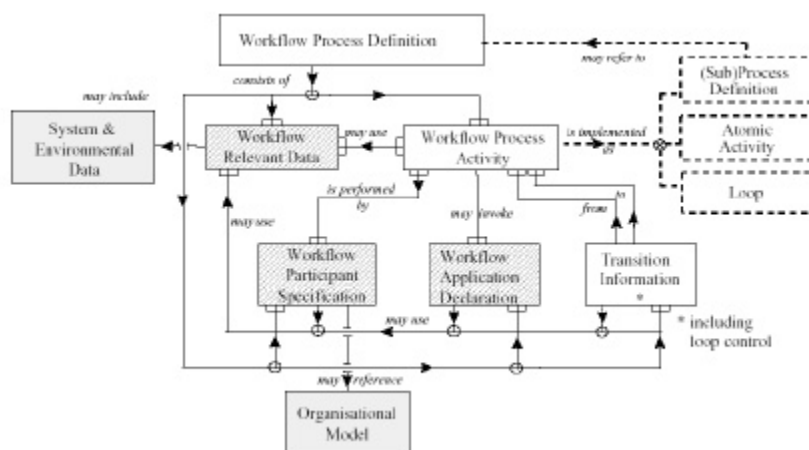 Workflow Process Definition
may refer to
(Sub)Process
Definition
consists of
may include
System &
Environmental
Data
Workflow
Relevant Data
may use
Workflow Process
Activity
is implemented
as
Atomic
Activity
Loop
is performed
by
may use
may invoke
from
to
Workflow
Participant
Specification
Workflow
Application
Declaration
Transition
Information
*
may use
* including
loop control
may reference
Organisational
Model